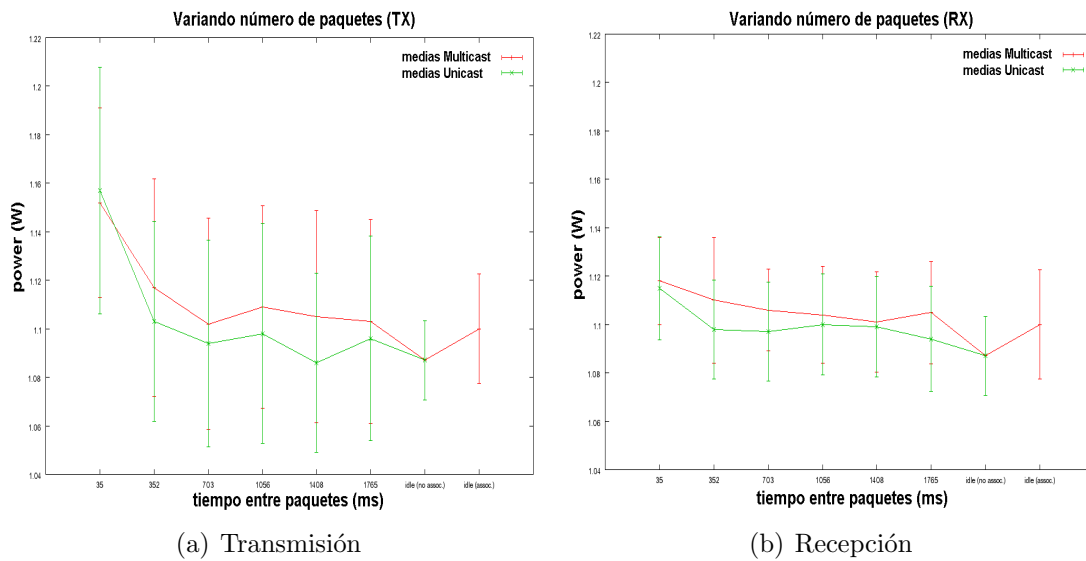 Variando número de paquetes (TX)
1.22
1.2
1.18
1.16
1.14
1.12
1.1
1.08
1.06
1.04
power (W)
medias Multicast
medias Unicast
35 352 703 1056 1408 1765 idle (no assoc.) idle (assoc.)
tiempo entre paquetes (ms)
(a) Transmisión
Variando número de paquetes (RX)
1.22
1.2
1.18
1.16
1.14
1.12
1.1
1.08
1.06
1.04
power (W)
medias Multicast
medias Unicast
35 352 703 1056 1408 1765 idle (no assoc.) idle (assoc.)
tiempo entre paquetes (ms)
(b) Recepción